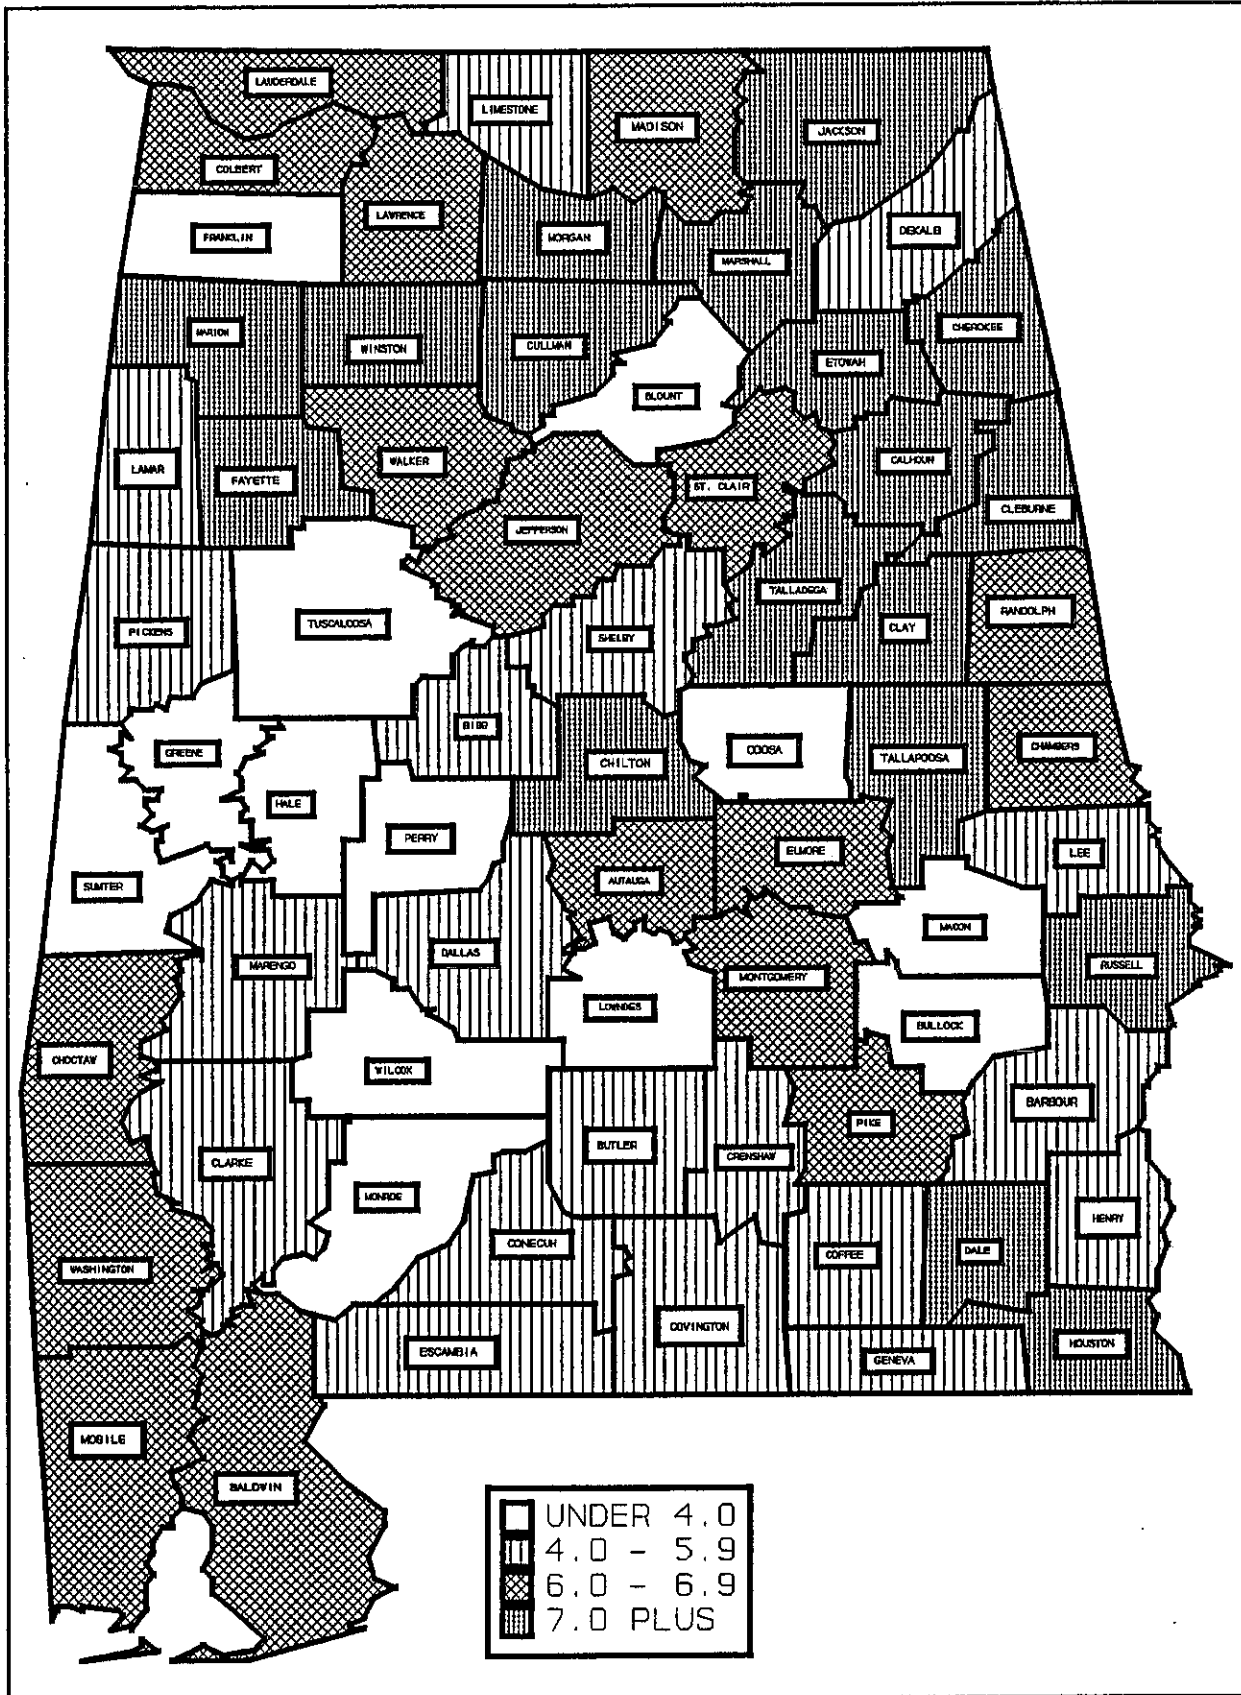 LAUDERDALE
LIMESTONE
MADISON
JACKSON
COLBERT
LAWRENCE
FRANKLIN
MORGAN
DEKALB
MARSHALL
MARION
WINSTON
CULLMAN
CHEROKEE
ETOWAH
BLOUNT
LAMAR
FAYETTE
WALKER
ST. CLAIR
CALHOUN
CLEBURNE
JEFFERSON
TALLADEGA
RANDOLPH
PICKENS
TUSCALOOSA
SHELBY
CLAY
GREENE
BIBB
CHILTON
COOSA
TALLAPOOSA
CHAMBERS
HALE
PERRY
ELMORE
LEE
SUMTER
AUTAUGA
MACON
MARENGO
DALLAS
MONTGOMERY
RUSSELL
LOWNDES
BULLOCK
CHOCTAW
WILCOX
BARBOUR
CLARKE
BUTLER
CRENSHAW
PIKE
MONROE
HENRY
CONECUH
COFFEE
DALE
WASHINGTON
ESCAMBIA
COVINGTON
GENEVA
HOUSTON
MOBILE
BALDWIN
UNDER 4.0
4.0 - 5.9
6.0 - 6.9
7.0 PLUS